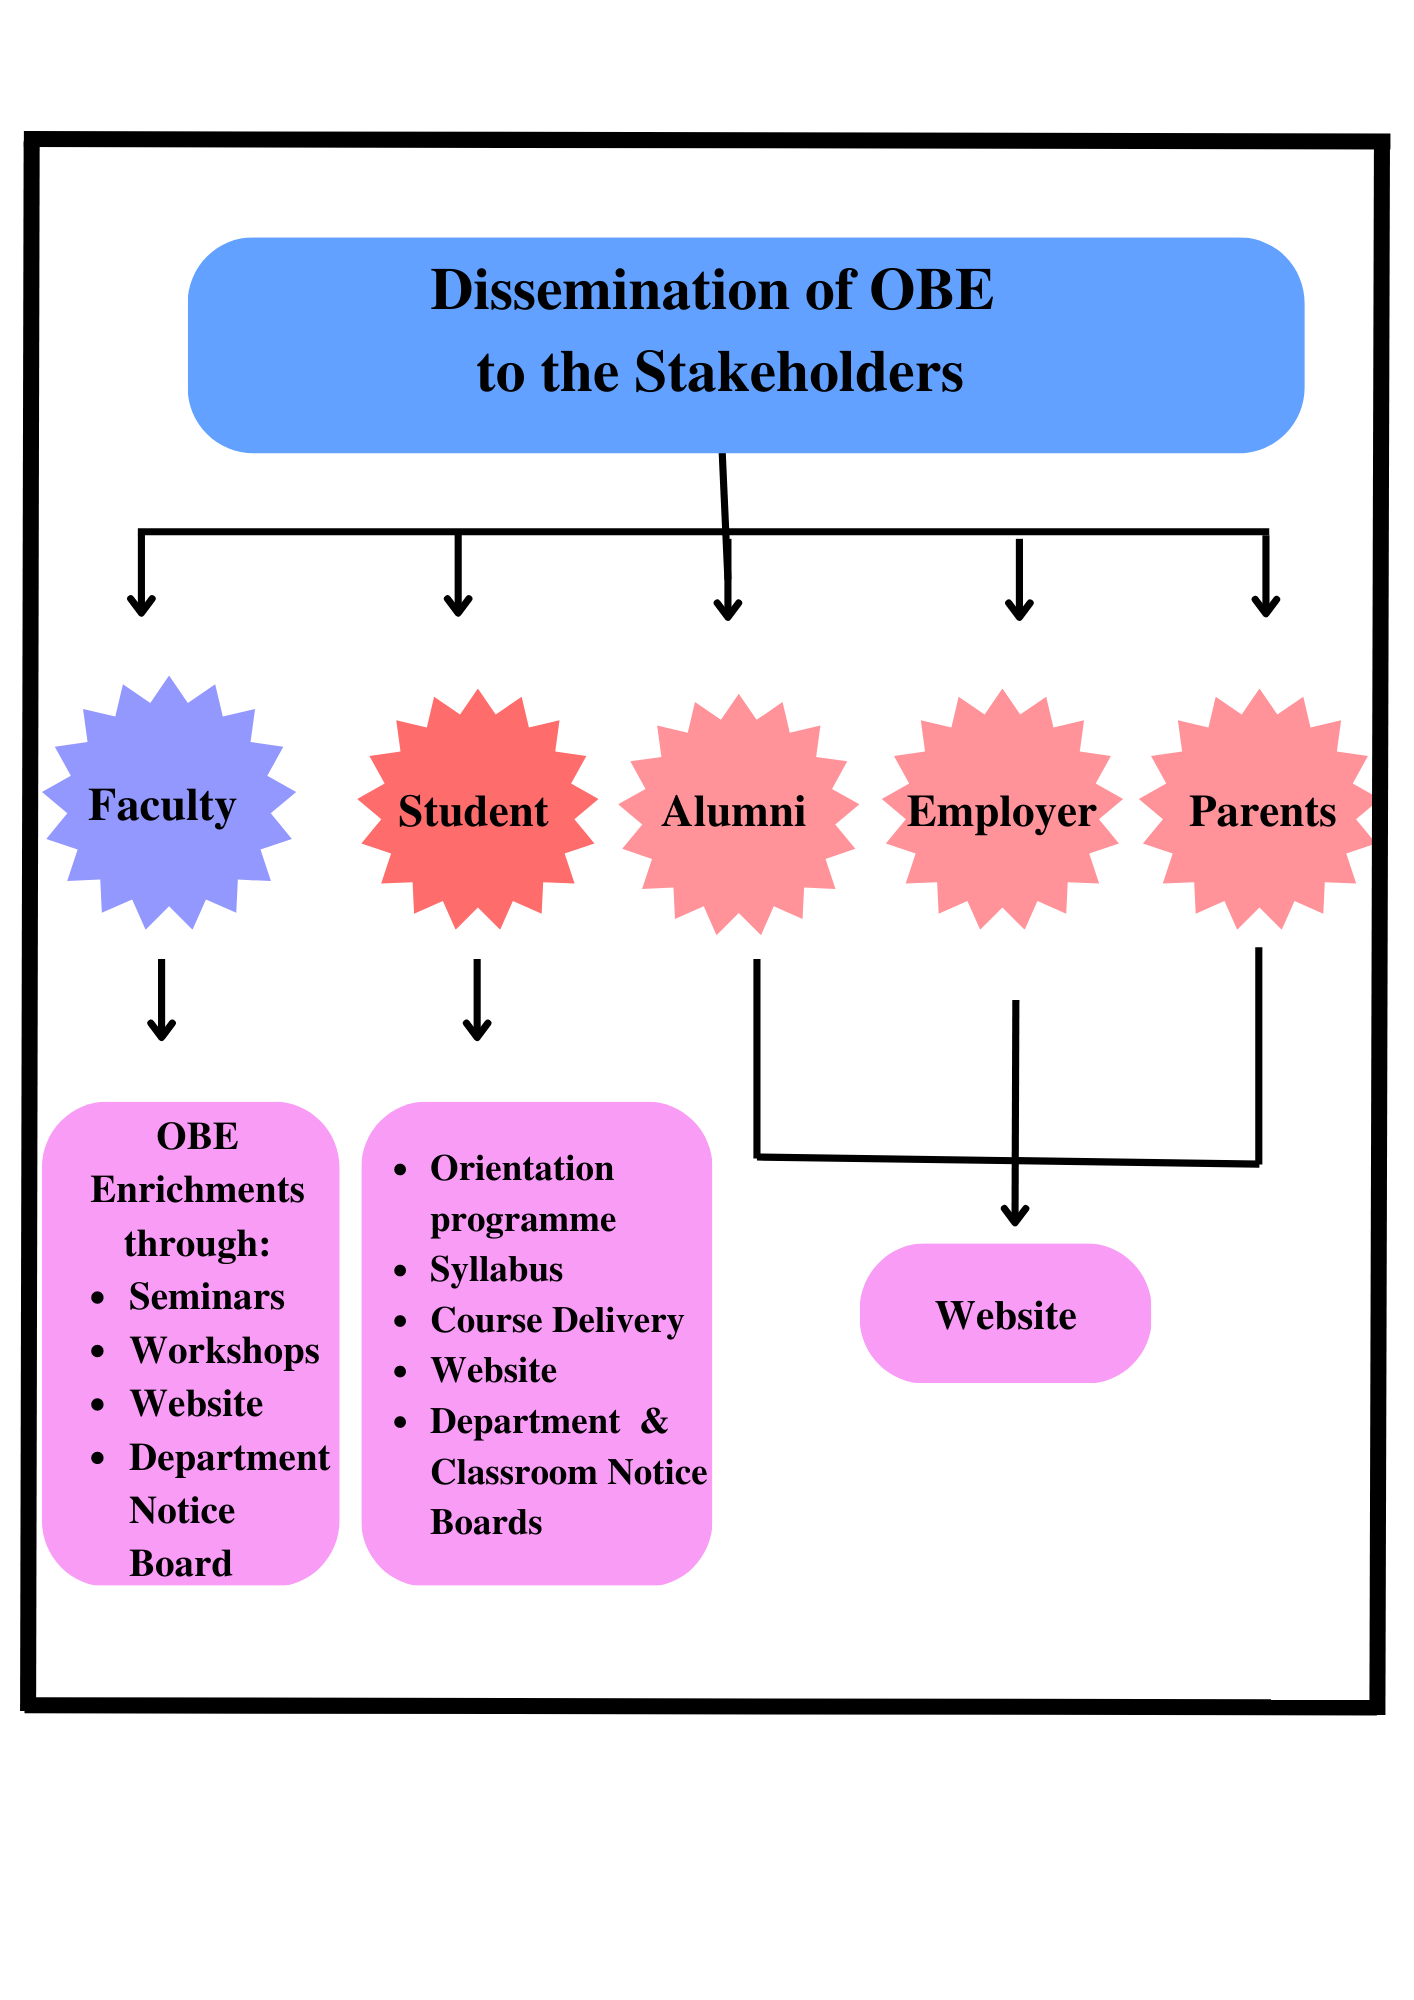 Dissemination of OBE
to the Stakeholders
Faculty
Student
Alumni
Employer
Parents
OBE
Enrichments
through:
• Seminars
• Workshops
• Website
• Department
Notice
Board
• Orientation
programme
• Syllabus
• Course Delivery
• Website
• Department & 
Classroom Notice
Boards
Website